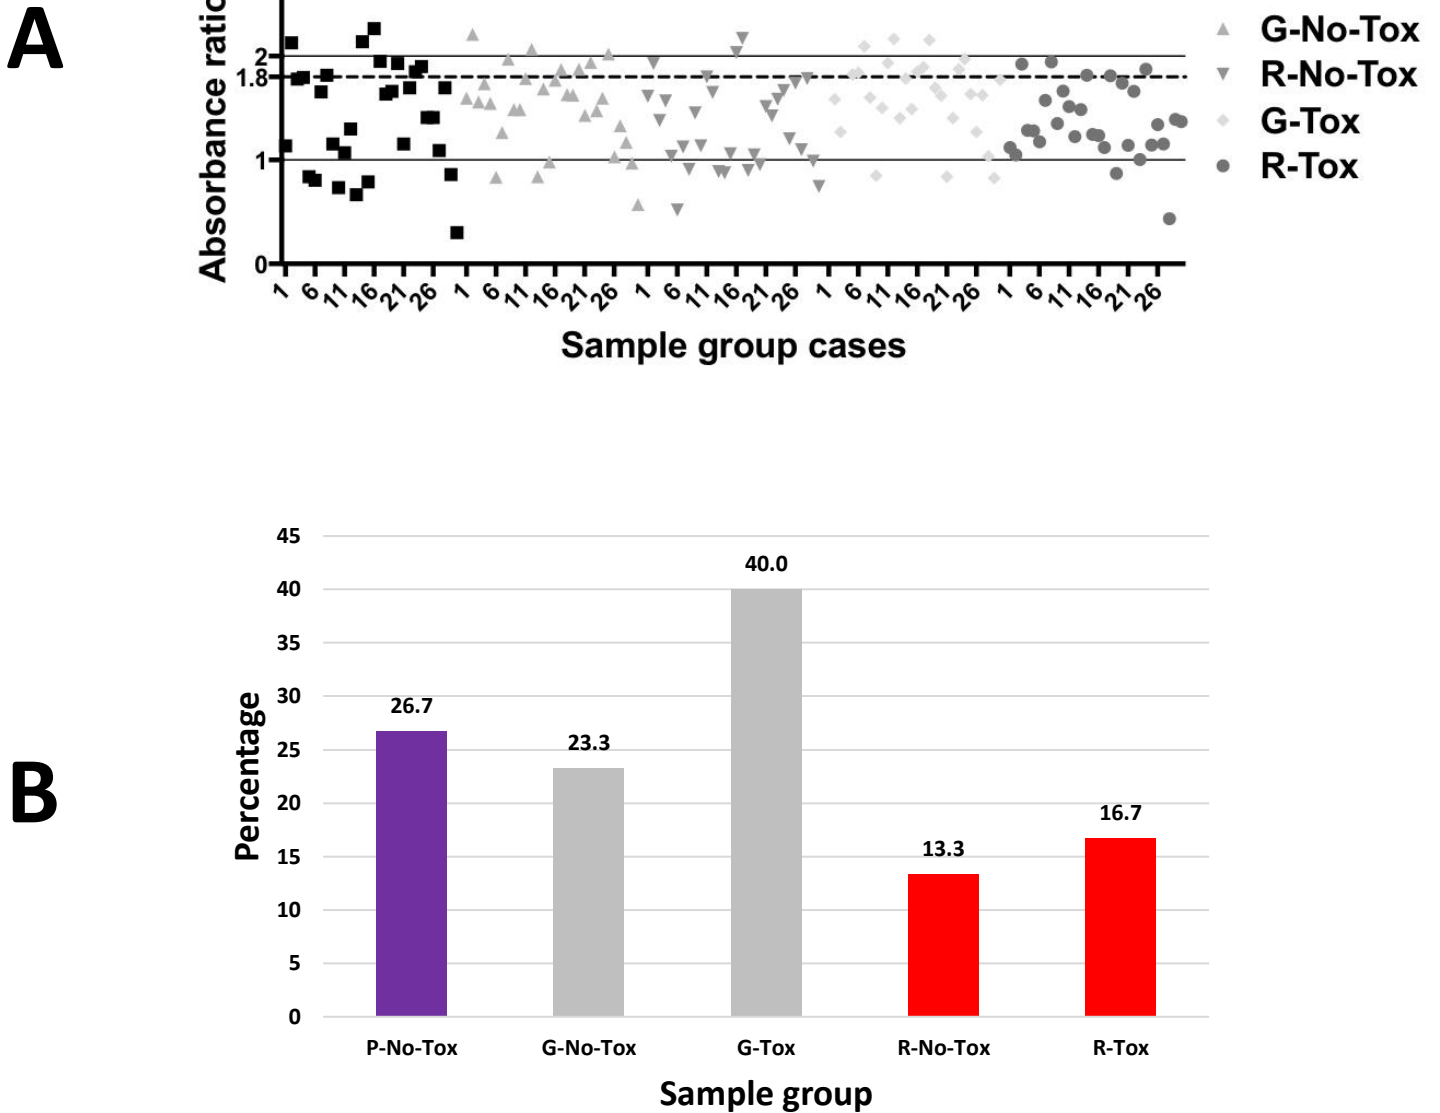 A
Absorbance ratio
2
1.8
1
0
1 6 11 16 21 26 1 6 11 16 21 26 1 6 11 16 21 26 1 6 11 16 21 26 1 6 11 16 21 26
Sample group cases
G-No-Tox
R-No-Tox
G-Tox
R-Tox
B
Percentage
45
40
35
30
25
20
15
10
5
0
26.7
23.3
40.0
13.3
16.7
P-No-Tox G-No-Tox G-Tox R-No-Tox R-Tox
Sample group